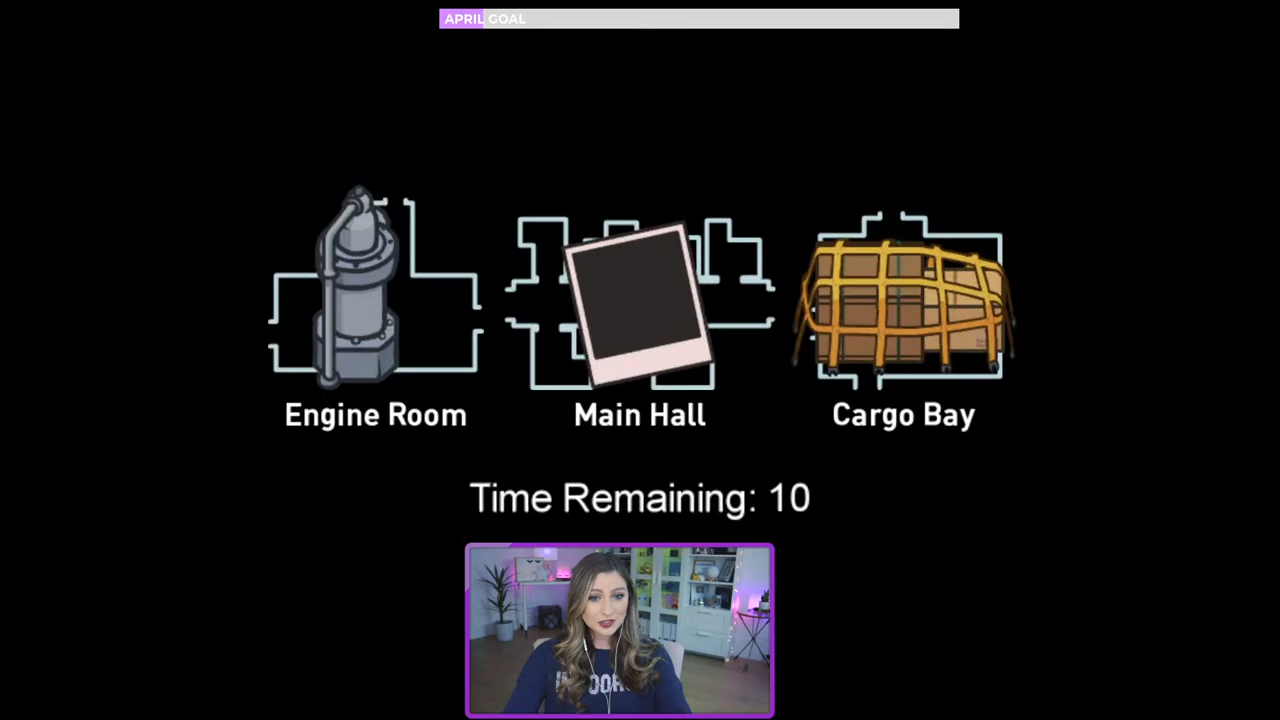 APRIL GOAL
Engine Room
Main Hall
Cargo Bay
Time Remaining: 10